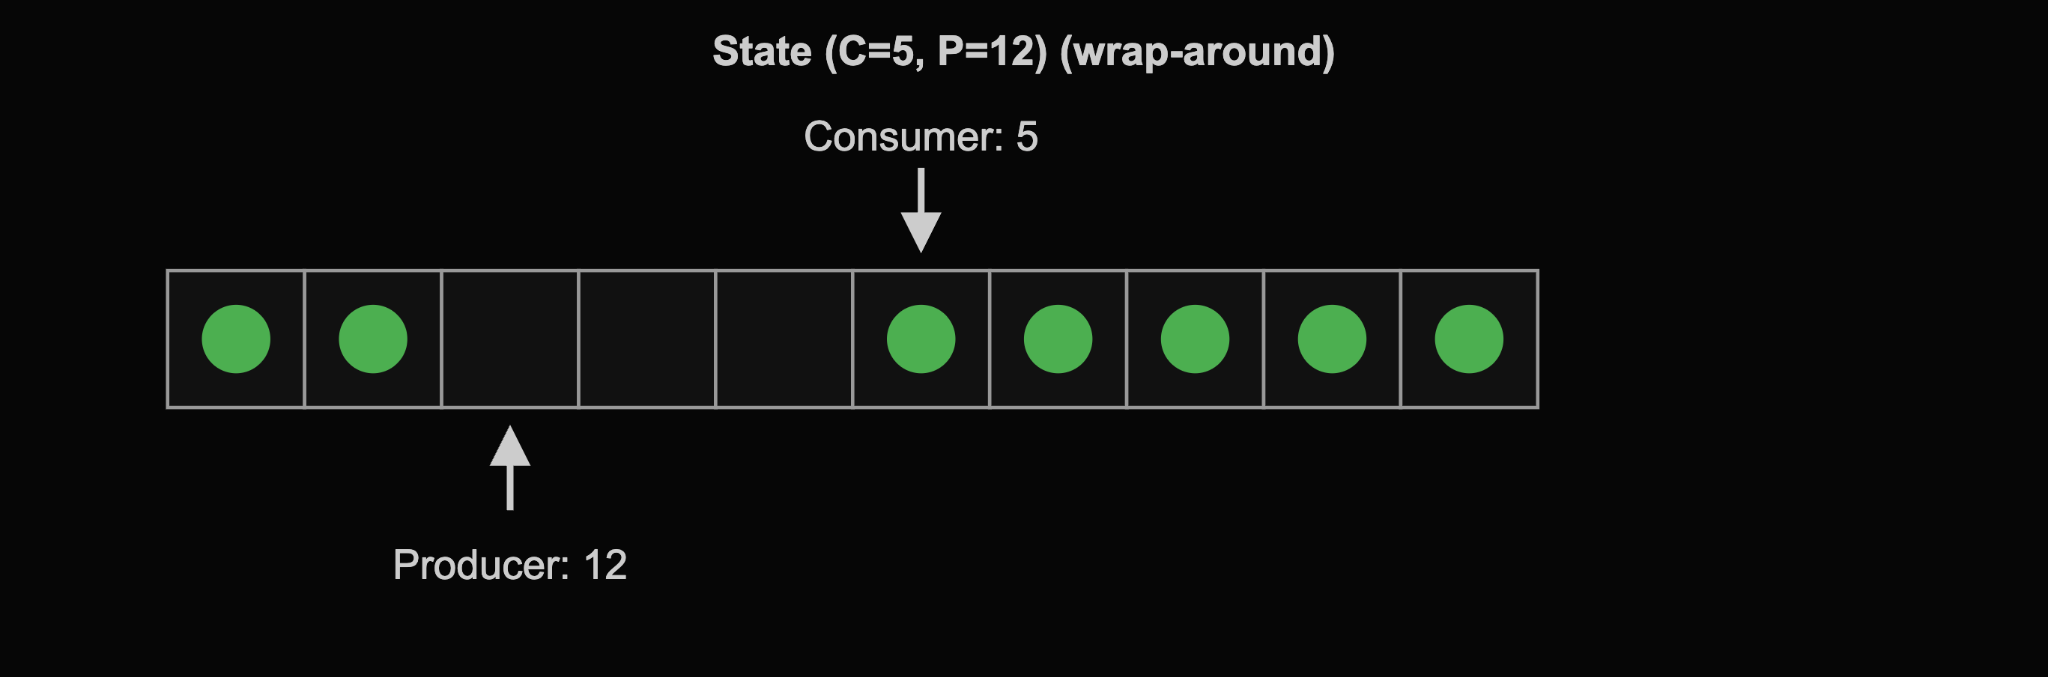 State (C=5, P=12) (wrap-around)
Consumer: 5
Producer: 12